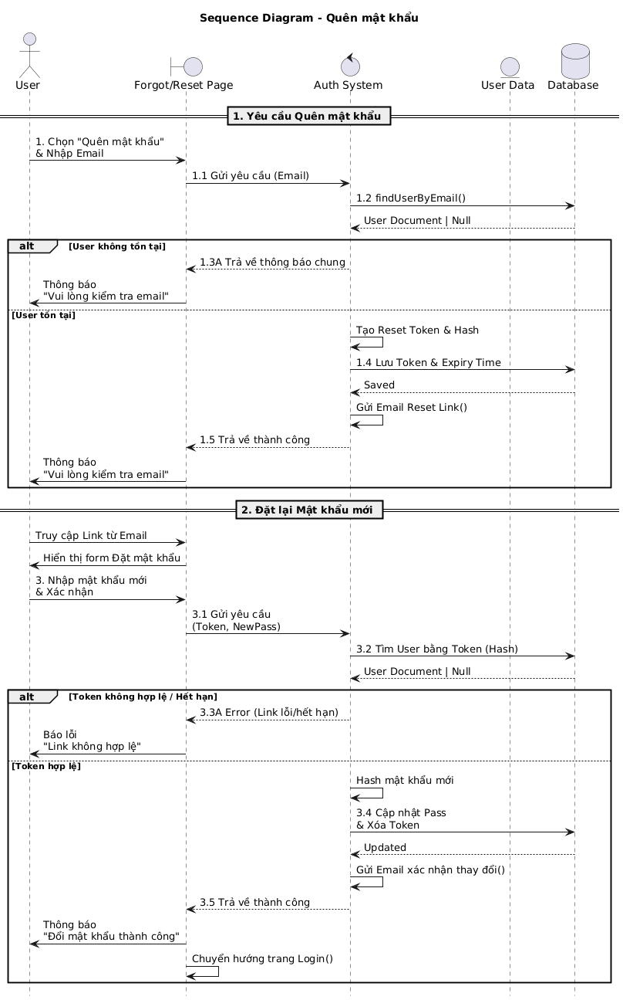 Sequence Diagram - Quên mật khẩu
User
Forgot/Reset Page
Auth System
User Data
Database
1. Yêu cầu Quên mật khẩu
1. Chọn "Quên mật khẩu"
& Nhập Email
1.1 Gửi yêu cầu (Email)
1.2 findUserByEmail()
User Document | Null
alt
[User không tồn tại]
1.3A Trả về thông báo chung
Thông báo
"Vui lòng kiểm tra email"
[User tồn tại]
Tạo Reset Token & Hash
1.4 Lưu Token & Expiry Time
Saved
Gửi Email Reset Link()
1.5 Trả về thành công
Thông báo
"Vui lòng kiểm tra email"
2. Đặt lại Mật khẩu mới
Truy cập Link từ Email
Hiển thị form Đặt mật khẩu
3. Nhập mật khẩu mới
& Xác nhận
3.1 Gửi yêu cầu
(Token, NewPass)
3.2 Tìm User bằng Token (Hash)
User Document | Null
alt
[Token không hợp lệ / Hết hạn]
3.3A Error (Link lỗi/hết hạn)
Báo lỗi
"Link không hợp lệ"
[Token hợp lệ]
Hash mật khẩu mới
3.4 Cập nhật Pass
& Xóa Token
Updated
Gửi Email xác nhận thay đổi()
3.5 Trả về thành công
Thông báo
"Đổi mật khẩu thành công"
Chuyển hướng trang Login()